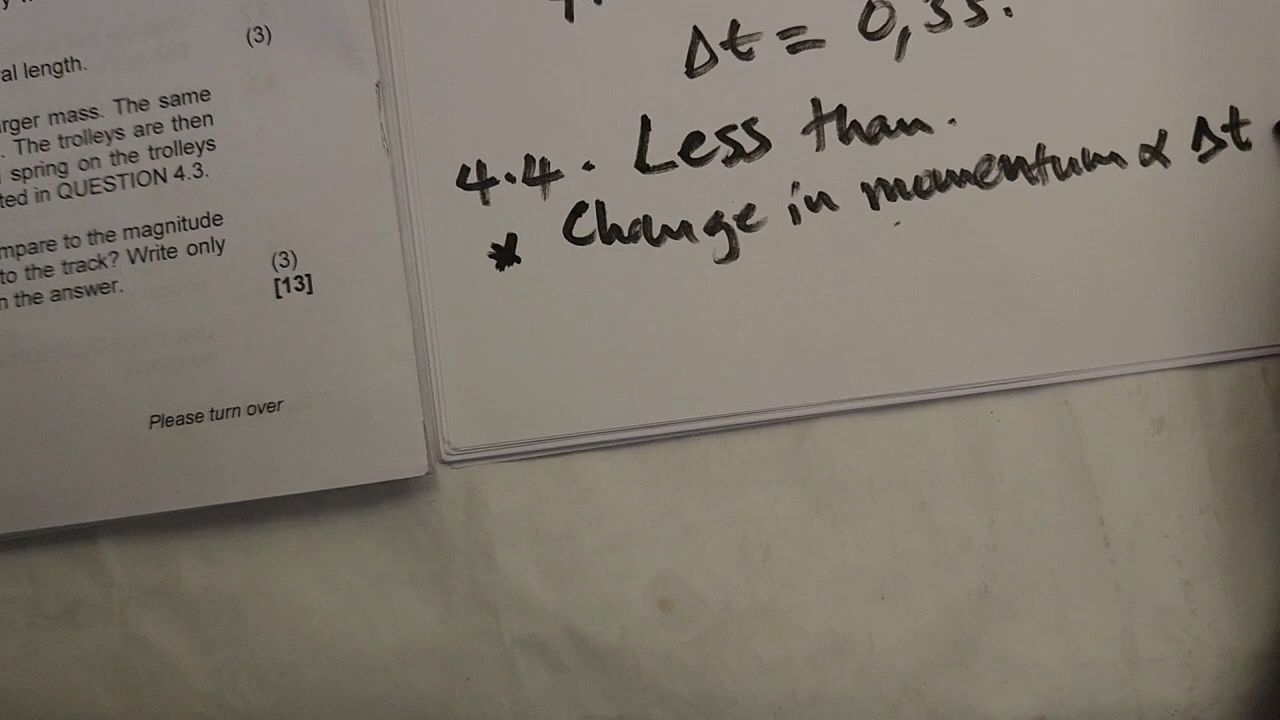 (3)
al length.
rger mass. The same
. The trolleys are then
spring on the trolleys
ted in QUESTION 4.3.
mpare to the magnitude
to the track? Write only
(3)
n the answer.
[13]
Please turn over
Δt = 0,35.
4.4. Less than.
* Change in momentum ∝ Δt